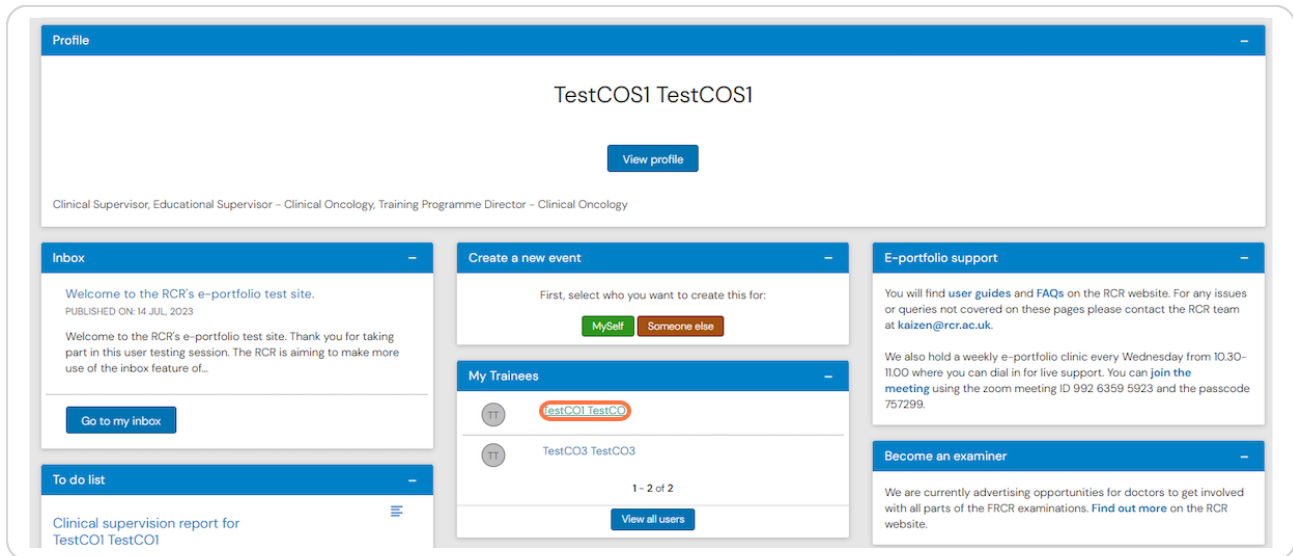 Profile
TestCOS1 TestCOS1
View profile
Clinical Supervisor, Educational Supervisor - Clinical Oncology, Training Programme Director - Clinical Oncology
Inbox
Welcome to the RCR's e-portfolio test site.
PUBLISHED ON: 14 JUL, 2023
Welcome to the RCR's e-portfolio test site. Thank you for taking
part in this user testing session. The RCR is aiming to make more
use of the inbox feature of...
Go to my inbox
To do list
Clinical supervision report for
TestCO1 TestCO1
Create a new event
First, select who you want to create this for:
MySelf
Someone else
My Trainees
TT
TestCO1 TestCO
TT
TestCO3 TestCO3
1 - 2 of 2
View all users
E-portfolio support
You will find user guides and FAQs on the RCR website. For any issues
or queries not covered on these pages please contact the RCR team
at kaizen@rcr.ac.uk.
We also hold a weekly e-portfolio clinic every Wednesday from 10.30-
11.00 where you can dial in for live support. You can join the
meeting using the zoom meeting ID 992 6359 5923 and the passcode
757299.
Become an examiner
We are currently advertising opportunities for doctors to get involved
with all parts of the FRCR examinations. Find out more on the RCR
website.